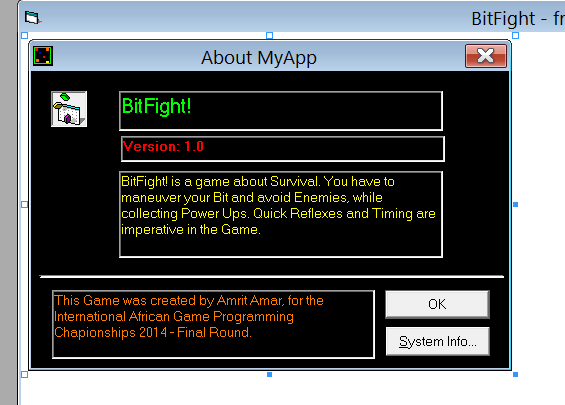 BitFight - fr
About MyApp
BitFight!
Version: 1.0
BitFight! is a game about Survival. You have to
maneuver your Bit and avoid Enemies, while
collecting Power Ups. Quick Reflexes and Timing are
imperative in the Game.
This Game was created by Amrit Amar, for the
International African Game Programming
Chapionships 2014 - Final Round.
OK
System Info...